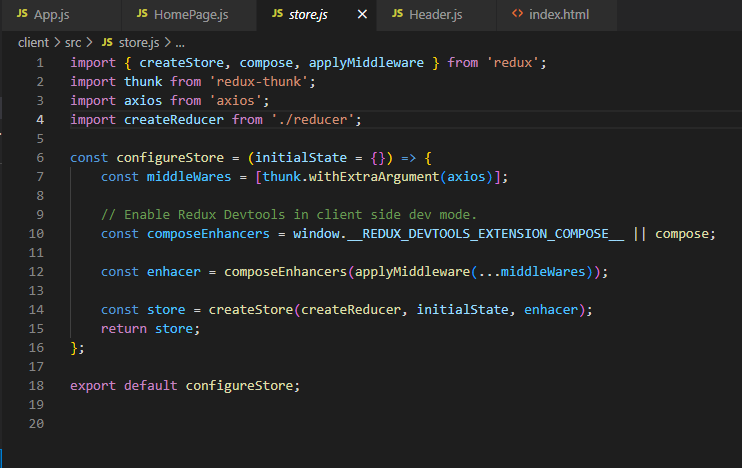 JS App.js JS HomePage.js JS store.js × JS Header.js <> index.html
client > src > JS store.js > ...
1 import { createStore, compose, applyMiddleware } from 'redux';
2 import thunk from 'redux-thunk';
3 import axios from 'axios';
4 import createReducer from './reducer';
5
6 const configureStore = (initialState = {}) => {
7     const middleWares = [thunk.withExtraArgument(axios)];
8
9     // Enable Redux Devtools in client side dev mode.
10     const composeEnhancers = window.__REDUX_DEVTOOLS_EXTENSION_COMPOSE__ || compose;
11
12     const enhacer = composeEnhancers(applyMiddleware(...middleWares));
13
14     const store = createStore(createReducer, initialState, enhacer);
15     return store;
16 };
17
18 export default configureStore;
19
20